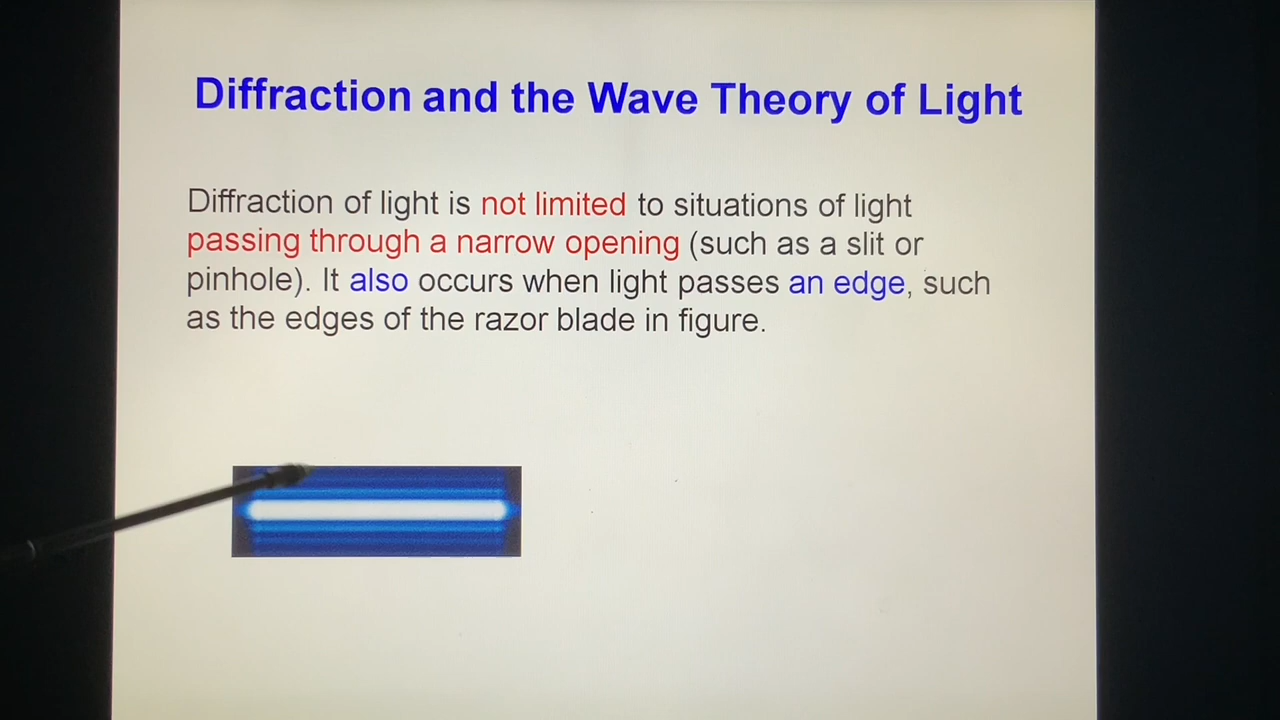 Diffraction and the Wave Theory of Light
Diffraction of light is not limited to situations of light
passing through a narrow opening (such as a slit or
pinhole). It also occurs when light passes an edge, such
as the edges of the razor blade in figure.